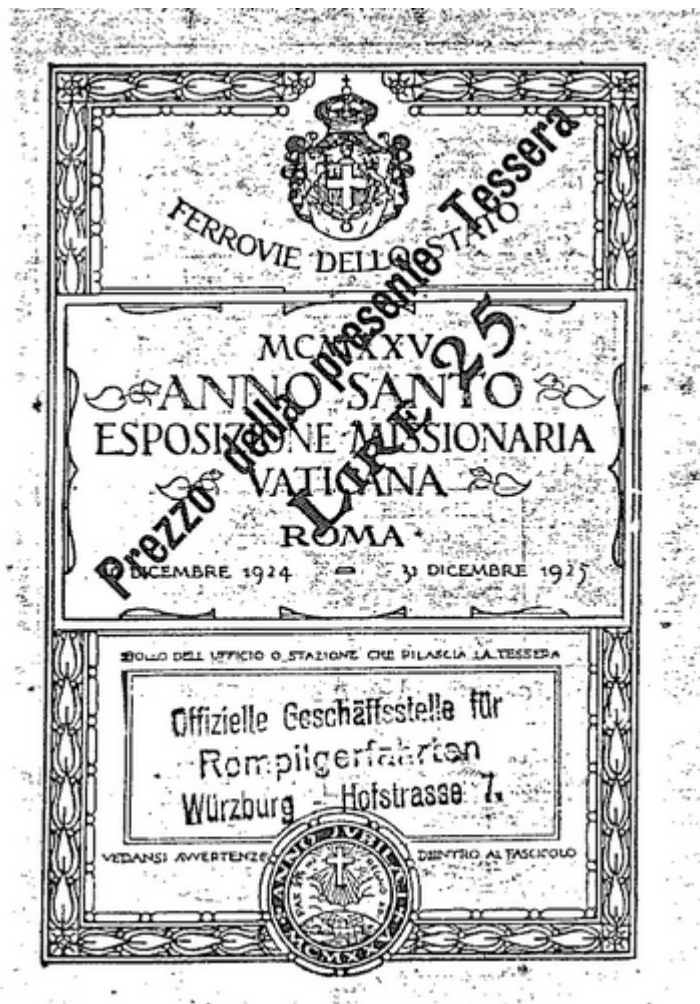 FERROVIE DELLO STATO
Prezzo della presente Tessera
LIRE 25
MCMXXV
ANNO SANTO
ESPOSIZIONE MISSIONARIA
VATICANA
ROMA
DICEMBRE 1924 - 31 DICEMBRE 1925
BOLLO DELL UFFICIO O STAZIONE CHE RILASCIA LA TESSERA
Offizielle Geschäftsstelle für
Rompilgerfahrten
Würzburg - Hofstrasse 7.
VEDANSI AVVERTENZE DENTRO AL FASCICOLO
ANNO IVBILAEI